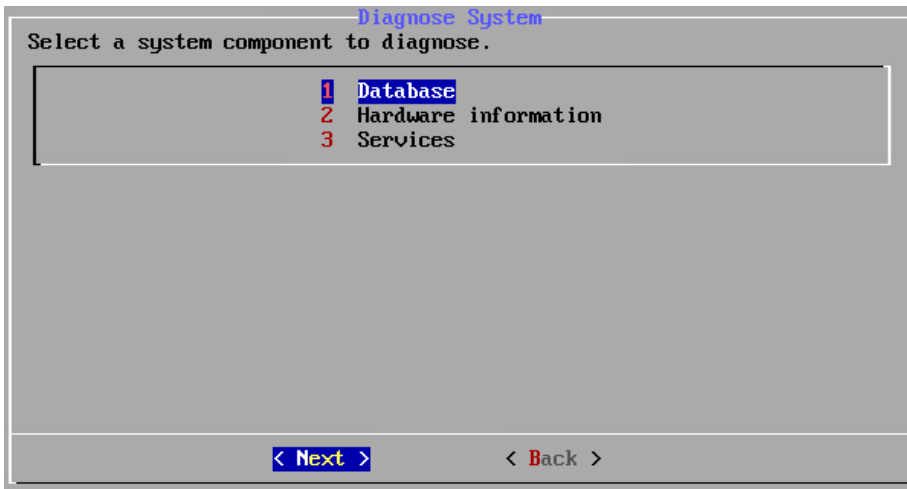 Diagnose System
Select a system component to diagnose.
1 Database
2 Hardware information
3 Services
< Next > < Back >